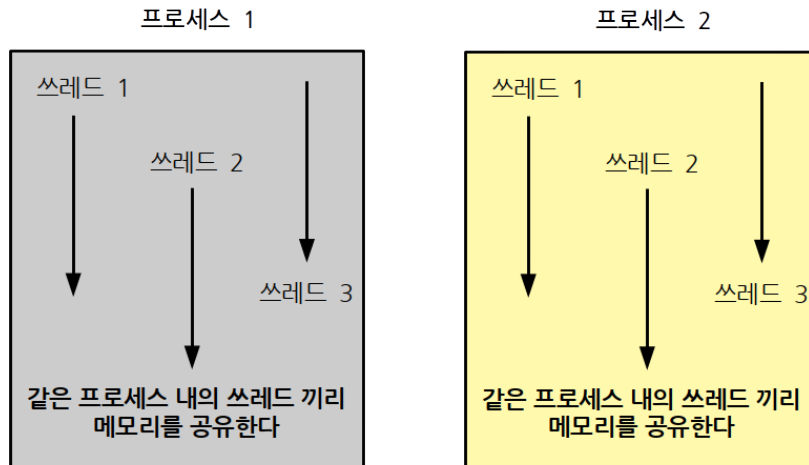 프로세스 1
쓰레드 1
쓰레드 2
쓰레드 3
같은 프로세스 내의 쓰레드 끼리
메모리를 공유한다
프로세스 2
쓰레드 1
쓰레드 2
쓰레드 3
같은 프로세스 내의 쓰레드 끼리
메모리를 공유한다